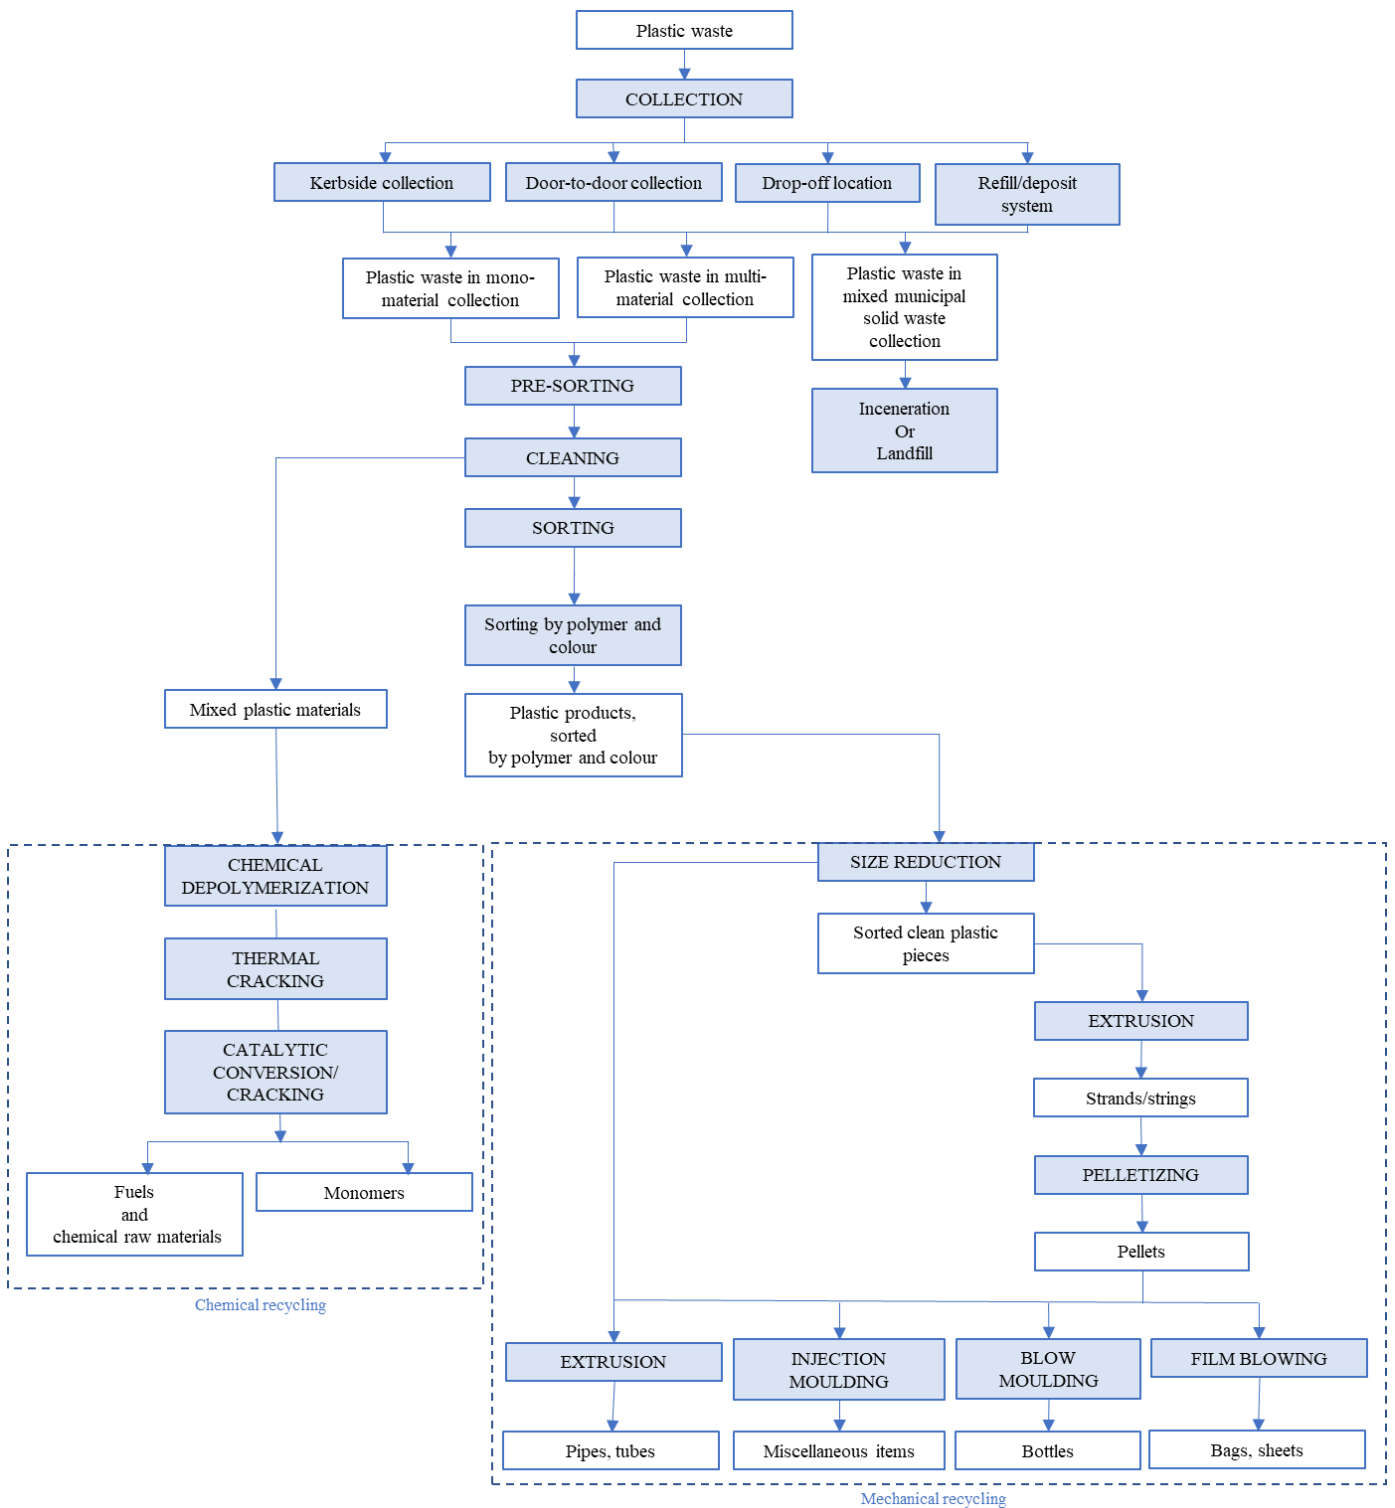 Plastic waste
COLLECTION
Kerbside collection
Door-to-door collection
Drop-off location
Refill/deposit
system
Plastic waste in mono-
material collection
Plastic waste in multi-
material collection
Plastic waste in
mixed municipal
solid waste
collection
PRE-SORTING
Inceneration
Or
Landfill
CLEANING
SORTING
Sorting by polymer and
colour
Mixed plastic materials
Plastic products,
sorted
by polymer and colour
CHEMICAL
DEPOLYMERIZATION
THERMAL
CRACKING
CATALYTIC
CONVERSION/
CRACKING
Fuels
and
chemical raw materials
Monomers
Chemical recycling
SIZE REDUCTION
Sorted clean plastic
pieces
EXTRUSION
Strands/strings
PELLETIZING
Pellets
EXTRUSION
INJECTION
MOULDING
BLOW
MOULDING
FILM BLOWING
Pipes, tubes
Miscellaneous items
Bottles
Bags, sheets
Mechanical recycling